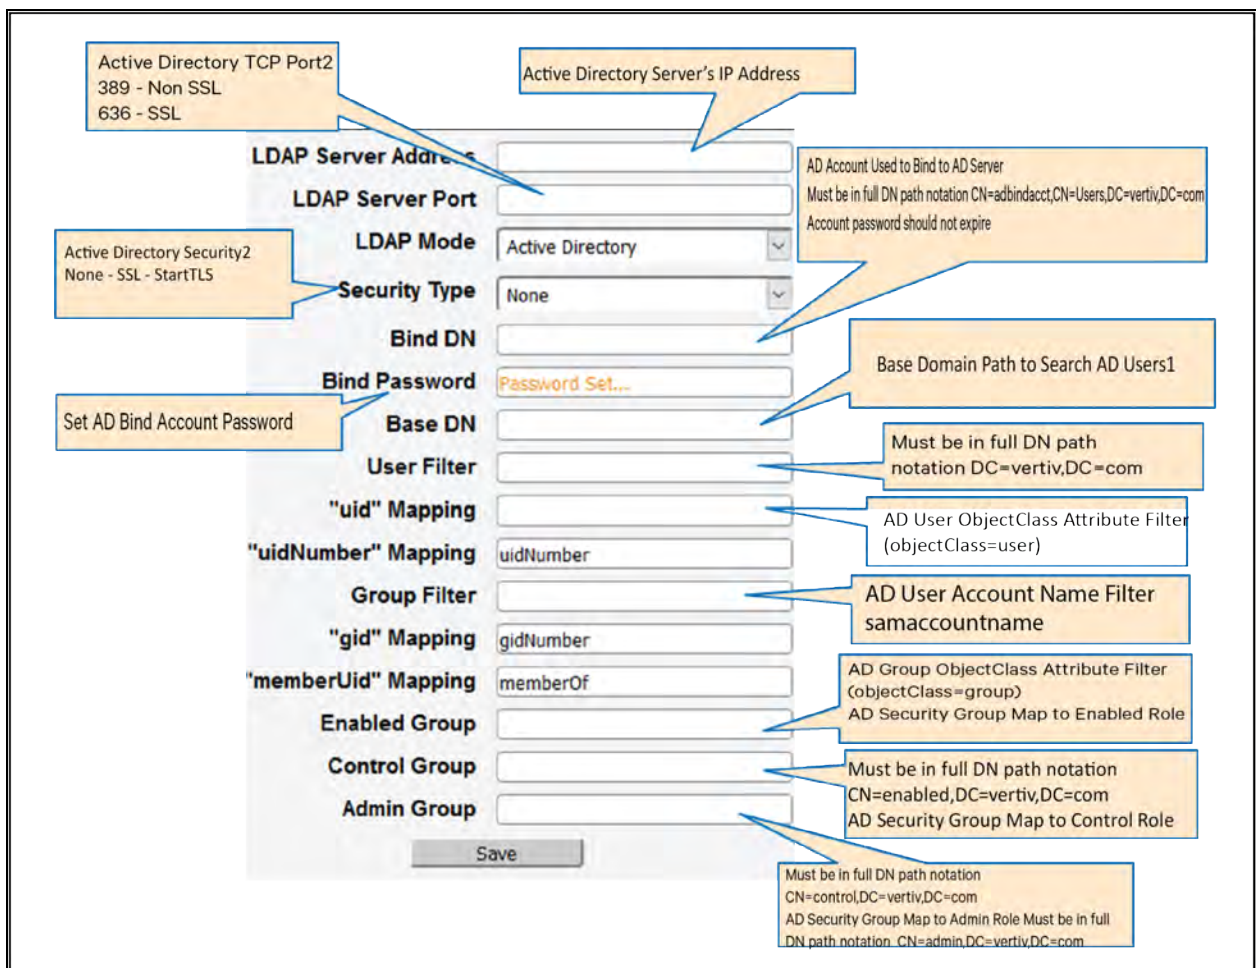 Active Directory TCP Port2
389 - Non SSL
636 - SSL
Active Directory Server's IP Address
AD Account Used to Bind to AD Server
Must be in full DN path notation CN=adbindacct,CN=Users,DC=vertiv,DC=com
Account password should not expire
Active Directory Security2
None - SSL - StartTLS
Set AD Bind Account Password
LDAP Server Address
LDAP Server Port
LDAP Mode Active Directory
Security Type None
Bind DN
Bind Password Password Set...
Base DN
User Filter
"uid" Mapping
"uidNumber" Mapping uidNumber
Group Filter
"gid" Mapping gidNumber
"memberUid" Mapping memberOf
Enabled Group
Control Group
Admin Group
Save
Base Domain Path to Search AD Users1
Must be in full DN path
notation DC=vertiv,DC=com
AD User ObjectClass Attribute Filter
(objectClass=user)
AD User Account Name Filter
samaccountname
AD Group ObjectClass Attribute Filter
(objectClass=group)
AD Security Group Map to Enabled Role
Must be in full DN path notation
CN=enabled,DC=vertiv,DC=com
AD Security Group Map to Control Role
Must be in full DN path notation
CN=control,DC=vertiv,DC=com
AD Security Group Map to Admin Role Must be in full
DN path notation CN=admin,DC=vertiv,DC=com